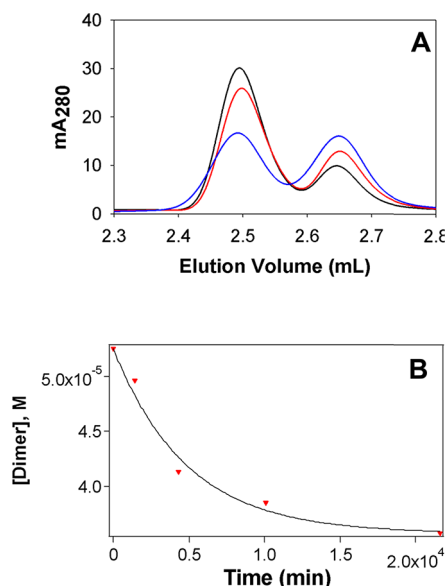 A
40
30
20
10
0
mA280
2.3 2.4 2.5 2.6 2.7 2.8
Elution Volume (mL)
B
5.0x10-5
4.5
4.0
[Dimer], M
0 0.5 1.0 1.5 2.0x10 4
Time (min)